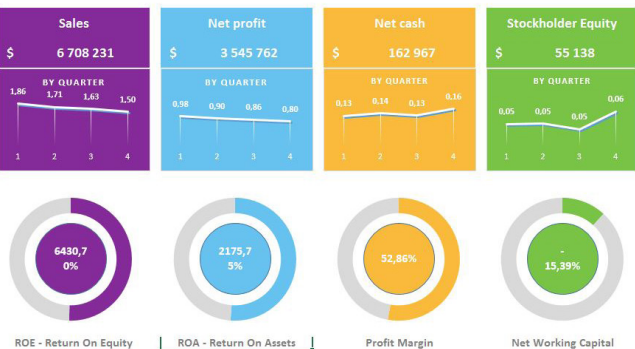 Sales
$ 6 708 231
BY QUARTER
1,86 1,71 1,63 1,50
1 2 3 4
Net profit
$ 3 545 762
BY QUARTER
0,98 0,90 0,86 0,80
1 2 3 4
Net cash
$ 162 967
BY QUARTER
0,13 0,14 0,13 0,16
1 2 3 4
Stockholder Equity
$ 55 138
BY QUARTER
0,05 0,05 0,05 0,06
1 2 3 4
6430,7
0%
ROE - Return On Equity
2175,7
5%
ROA - Return On Assets
52,86%
Profit Margin
-
15,39%
Net Working Capital